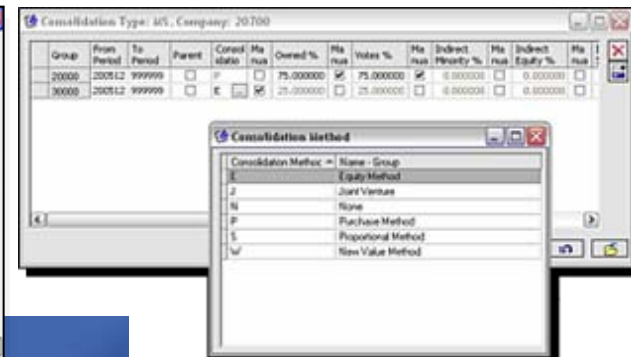 Consolidation Type: MS, Company: 20700
Group From Period To Period Parent Consol idatio Ma nua Owned % Ma nua Votes % Ma nua Indirect Minority % Ma nua Indirect Equity % Ma nua
20000 200512 999999 P 75.000000 75.000000 0.000000 0.000000
30000 200512 999999 E ... 25.000000 25.000000 0.000000 0.000000
Consolidation Method
Consolidation Method Name - Group
E Equity Method
J Joint Venture
N None
P Purchase Method
S Proportional Method
W New Value Method